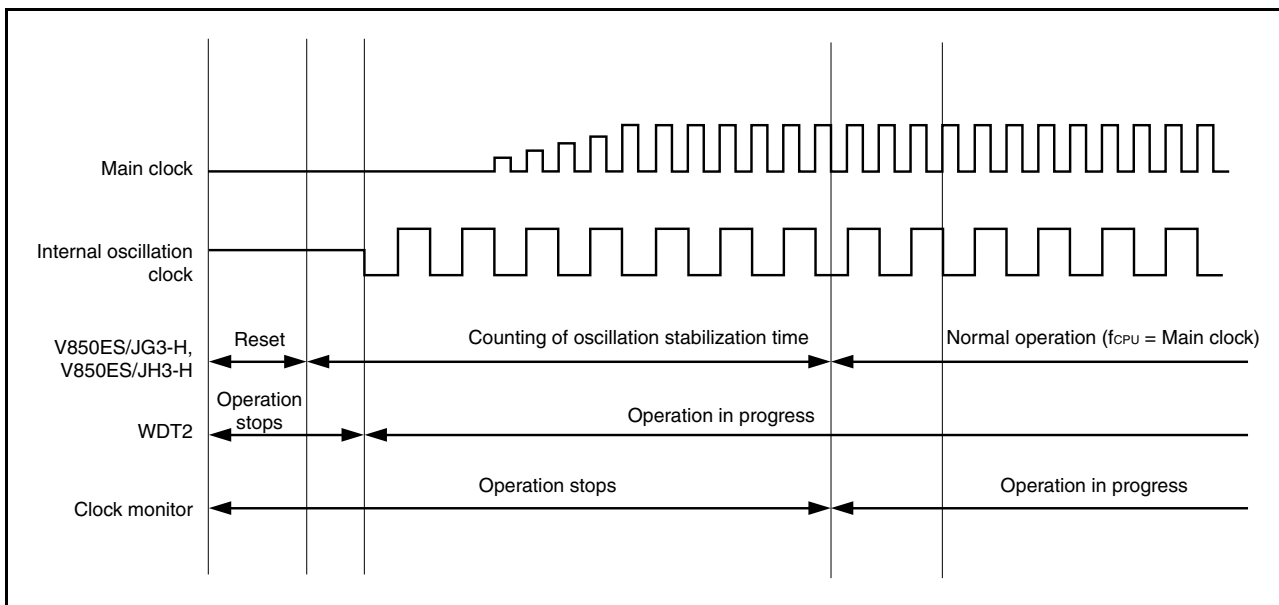 Main clock
Internal oscillation
clock
V850ES/JG3-H,
V850ES/JH3-H
Reset
Counting of oscillation stabilization time
Normal operation (fCPU = Main clock)
WDT2
Operation
stops
Operation in progress
Clock monitor
Operation stops
Operation in progress